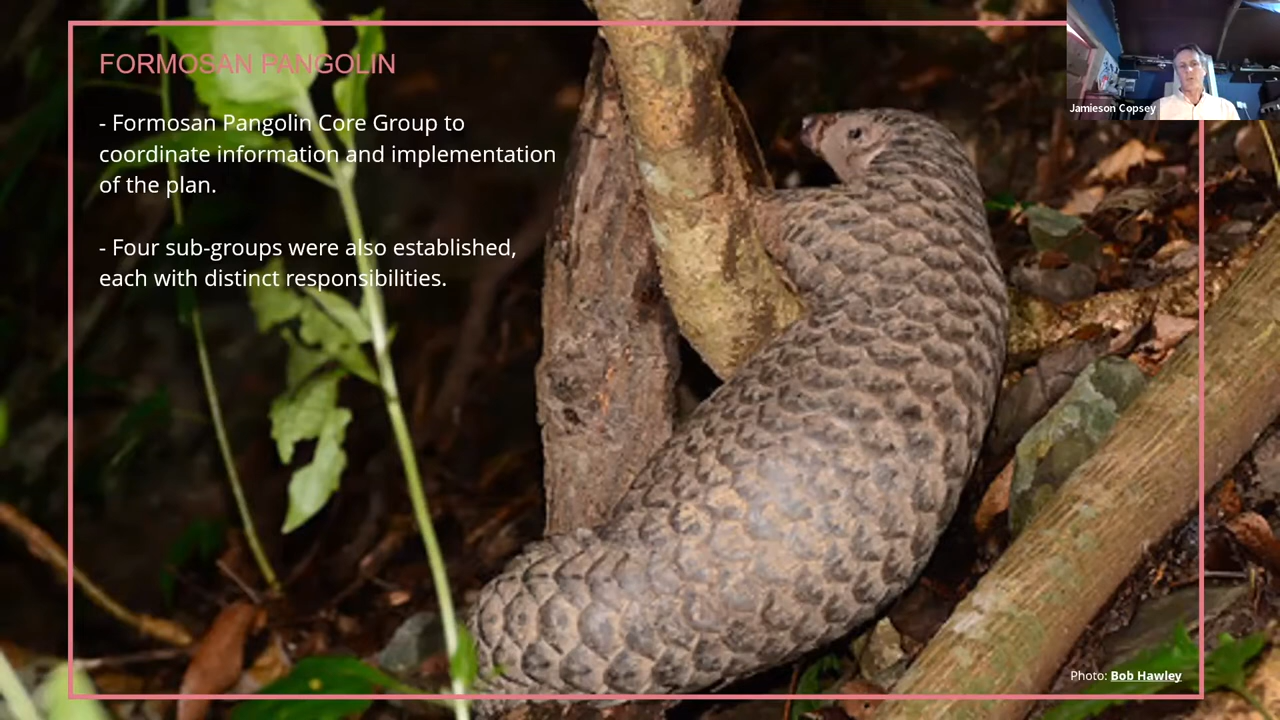 FORMOSAN PANGOLIN
- Formosan Pangolin Core Group to
coordinate information and implementation
of the plan.
- Four sub-groups were also established,
each with distinct responsibilities.
Jamieson Copsey
Photo: Bob Hawley